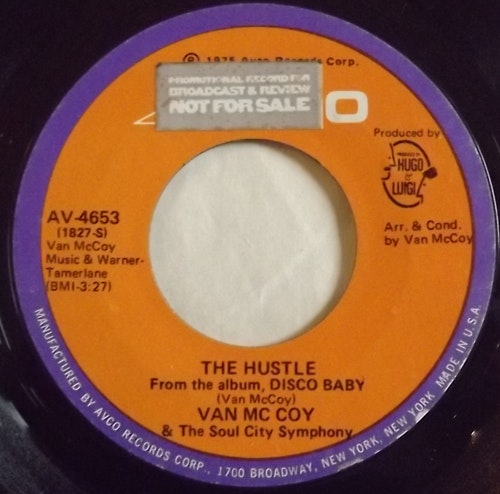 ℗ 1975 Avco Records Corp.
PROMOTIONAL RECORD FOR
BROADCAST & REVIEW
NOT FOR SALE
O
Produced by
HUGO
&
LUIGI
AV-4653
(1827-S)
Van McCoy
Music & Warner-
Tamerlane
(BMI-3:27)
Arr. & Cond.
by Van McCoy
THE HUSTLE
From the album, DISCO BABY
(Van McCoy)
VAN MC COY
& The Soul City Symphony
MANUFACTURED BY AVCO RECORDS CORP., 1700 BROADWAY, NEW YORK, NEW YORK MADE IN U.S.A.